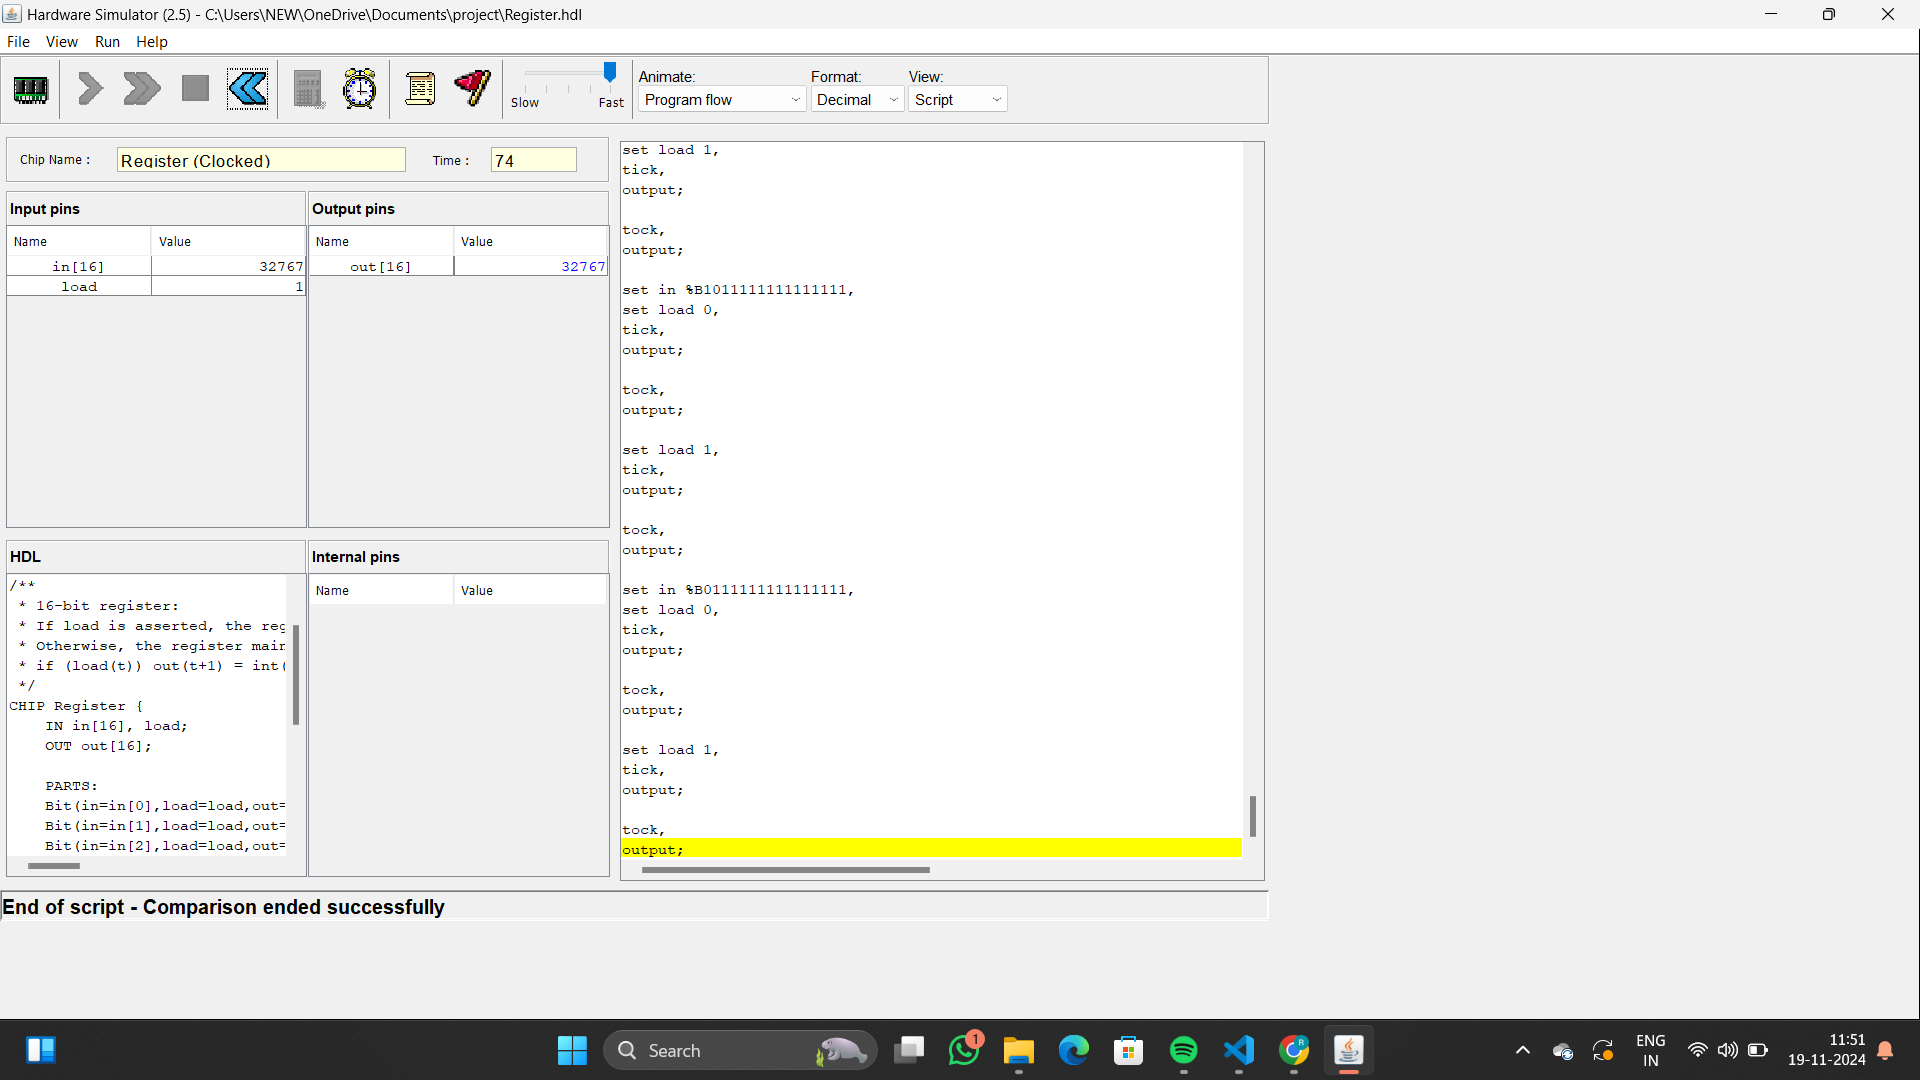 Hardware Simulator (2.5) - C:\Users\NEW\OneDrive\Documents\project\Register.hdl
File View Run Help
Slow Fast
Animate: Format: View:
Program flow Decimal Script
Chip Name : Register (Clocked) Time : 74
Input pins
Name Value
in[16] 32767
load 1
Output pins
Name Value
out[16] 32767
HDL
/**
* 16-bit register:
* If load is asserted, the reg
* Otherwise, the register main
* if (load(t)) out(t+1) = int(
*/
CHIP Register {
IN in[16], load;
OUT out[16];
PARTS:
Bit(in=in[0],load=load,out=
Bit(in=in[1],load=load,out=
Bit(in=in[2],load=load,out=
Internal pins
Name Value
set load 1,
tick,
output;
tock,
output;
set in %B1011111111111111,
set load 0,
tick,
output;
tock,
output;
set load 1,
tick,
output;
tock,
output;
set in %B0111111111111111,
set load 0,
tick,
output;
tock,
output;
set load 1,
tick,
output;
tock,
output;
End of script - Comparison ended successfully
Search
1
R
ENG
IN
11:51
19-11-2024